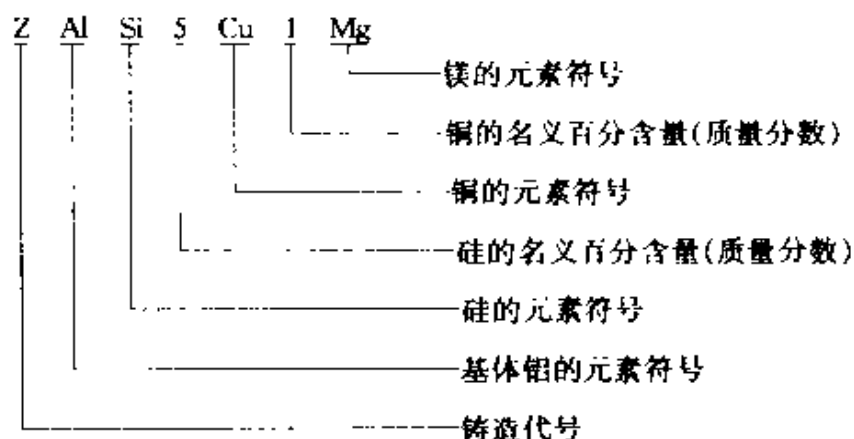 Z Al Si 5 Cu 1 Mg
镁的元素符号
铜的名义百分含量(质量分数)
铜的元素符号
硅的名义百分含量(质量分数)
硅的元素符号
基体铝的元素符号
铸造代号